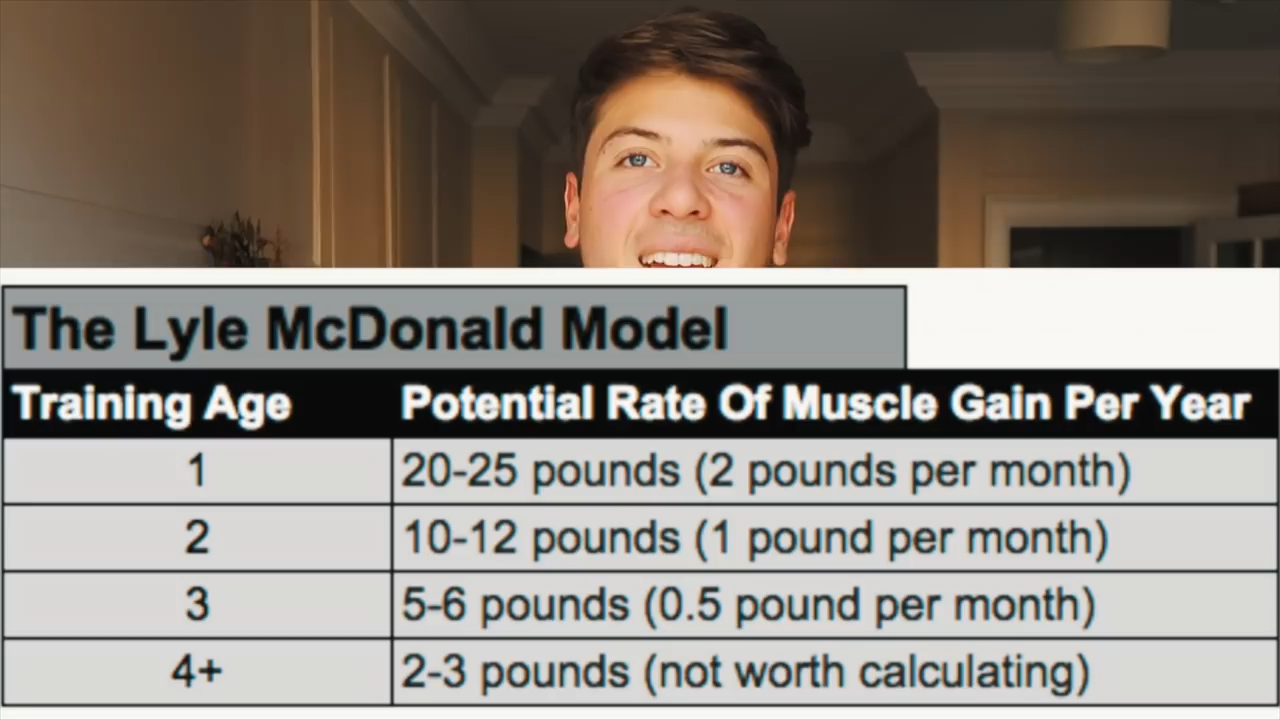 The Lyle McDonald Model
Training Age Potential Rate Of Muscle Gain Per Year
1 20-25 pounds (2 pounds per month)
2 10-12 pounds (1 pound per month)
3 5-6 pounds (0.5 pound per month)
4+ 2-3 pounds (not worth calculating)